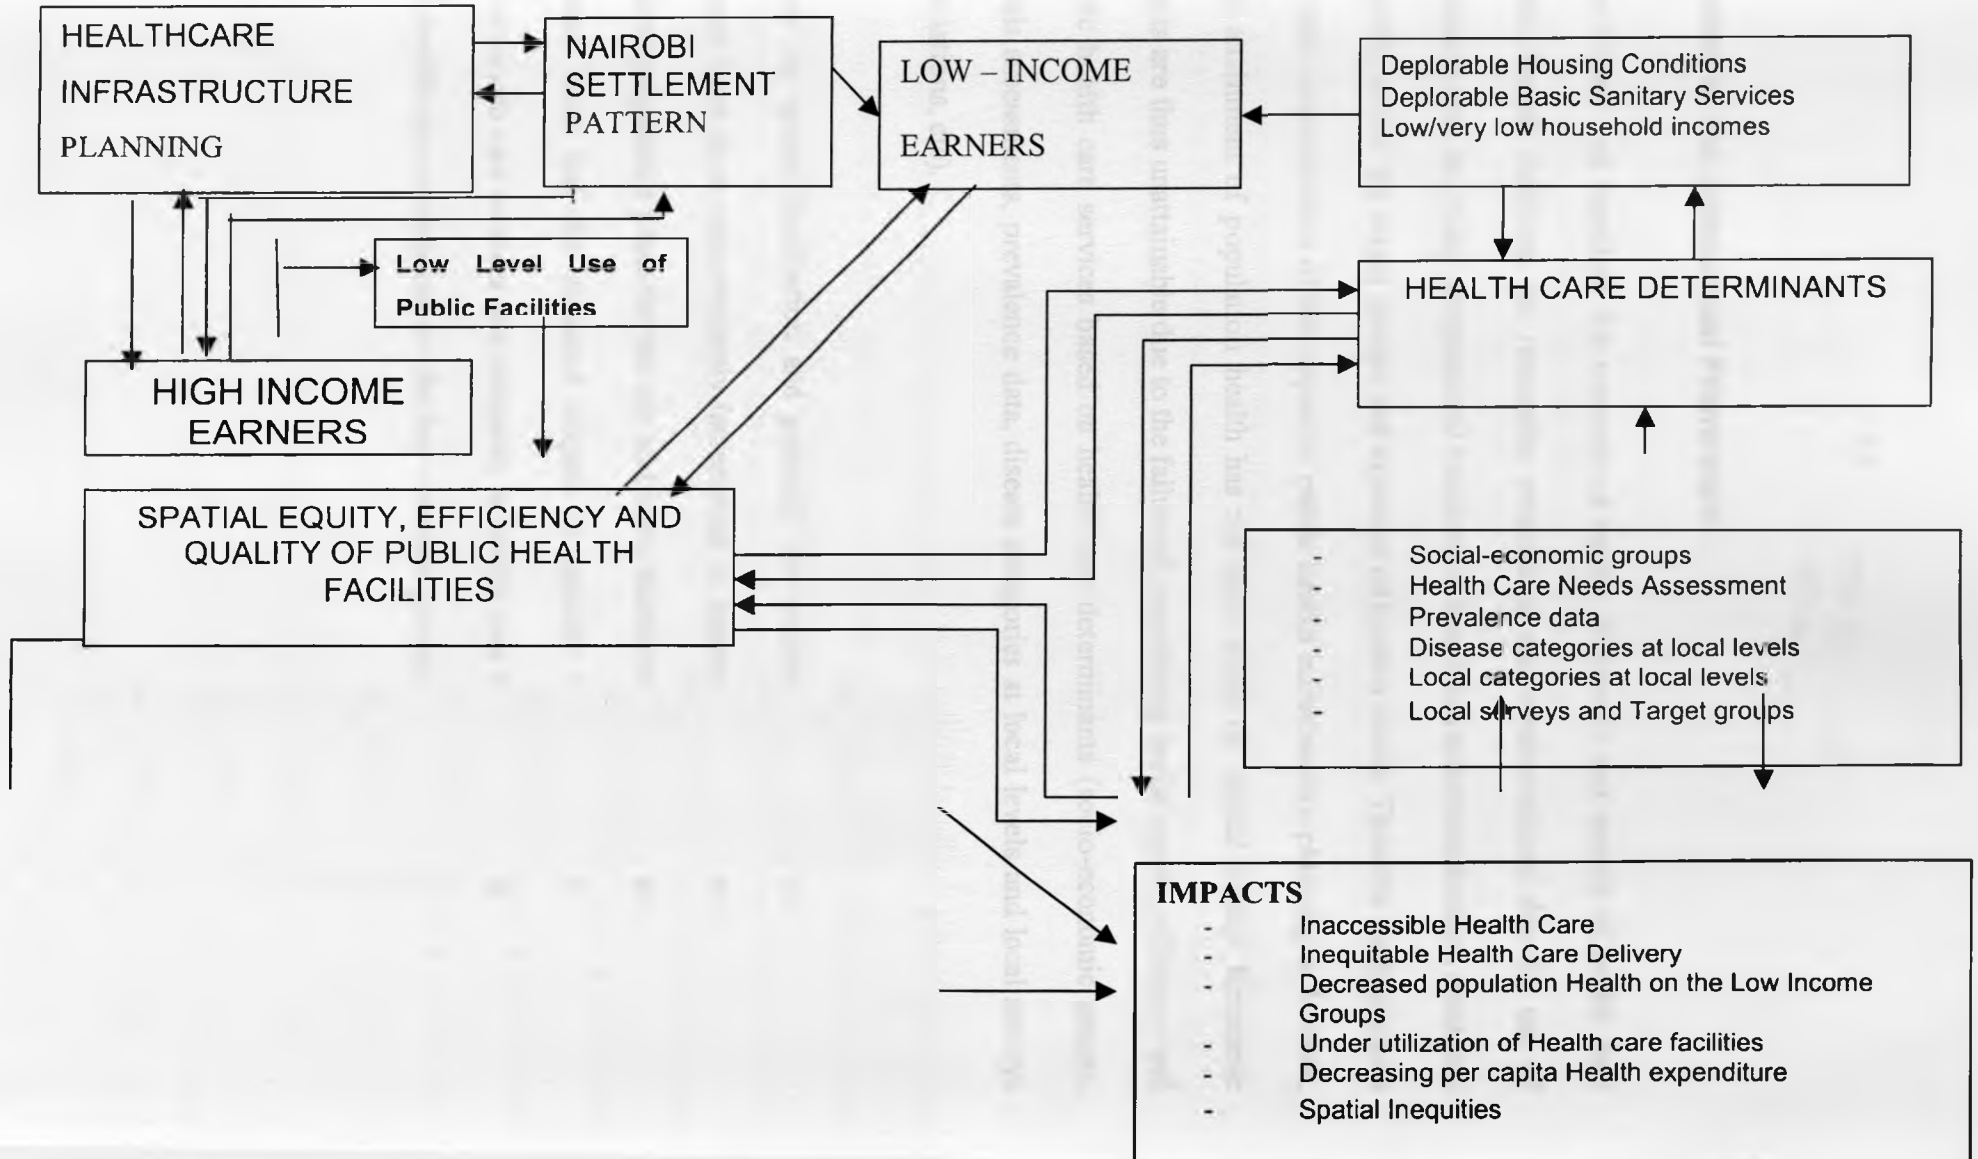 HEALTHCARE
INFRASTRUCTURE
PLANNING
NAIROBI
SETTLEMENT
PATTERN
LOW – INCOME
EARNERS
Deplorable Housing Conditions
Deplorable Basic Sanitary Services
Low/very low household incomes
Low Level Use of
Public Facilities
HEALTH CARE DETERMINANTS
HIGH INCOME
EARNERS
SPATIAL EQUITY, EFFICIENCY AND
QUALITY OF PUBLIC HEALTH
FACILITIES
- Social-economic groups
- Health Care Needs Assessment
- Prevalence data
- Disease categories at local levels
- Local categories at local levels
- Local surveys and Target groups
IMPACTS
- Inaccessible Health Care
- Inequitable Health Care Delivery
- Decreased population Health on the Low Income
Groups
- Under utilization of Health care facilities
- Decreasing per capita Health expenditure
- Spatial Inequities